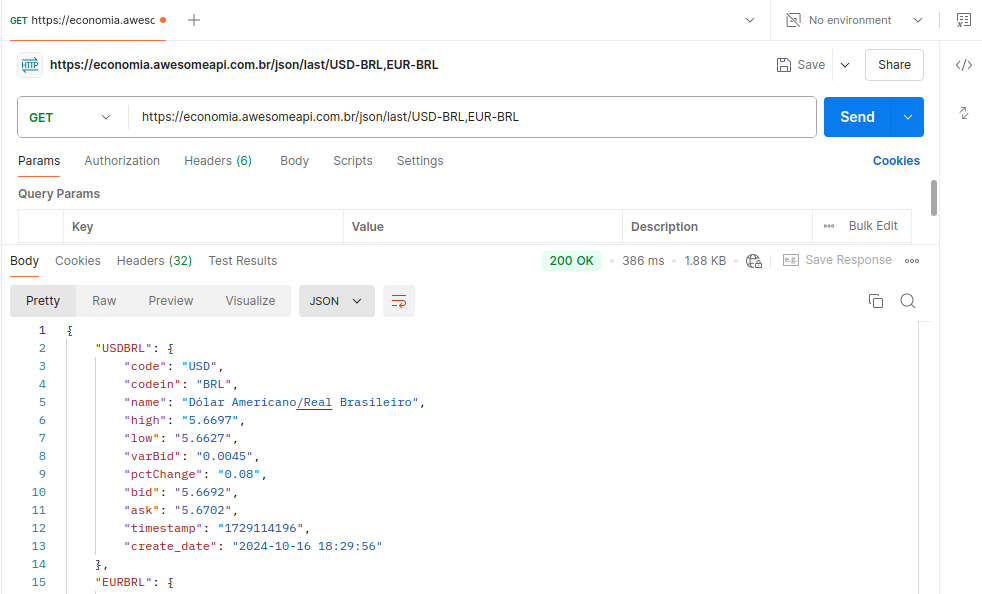 GET https://economia.awesc
No environment
HTTP https://economia.awesomeapi.com.br/json/last/USD-BRL,EUR-BRL Save Share
GET https://economia.awesomeapi.com.br/json/last/USD-BRL,EUR-BRL Send
Params Authorization Headers (6) Body Scripts Settings Cookies
Query Params
Key Value Description Bulk Edit
Body Cookies Headers (32) Test Results 200 OK 386 ms 1.88 KB e.g. Save Response
Pretty Raw Preview Visualize JSON
1 {
2 "USDBRL": {
3 "code": "USD",
4 "codein": "BRL",
5 "name": "Dólar Americano/Real Brasileiro",
6 "high": "5.6697",
7 "low": "5.6627",
8 "varBid": "0.0045",
9 "pctChange": "0.08",
10 "bid": "5.6692",
11 "ask": "5.6702",
12 "timestamp": "1729114196",
13 "create_date": "2024-10-16 18:29:56"
14 },
15 "EURBRL": {